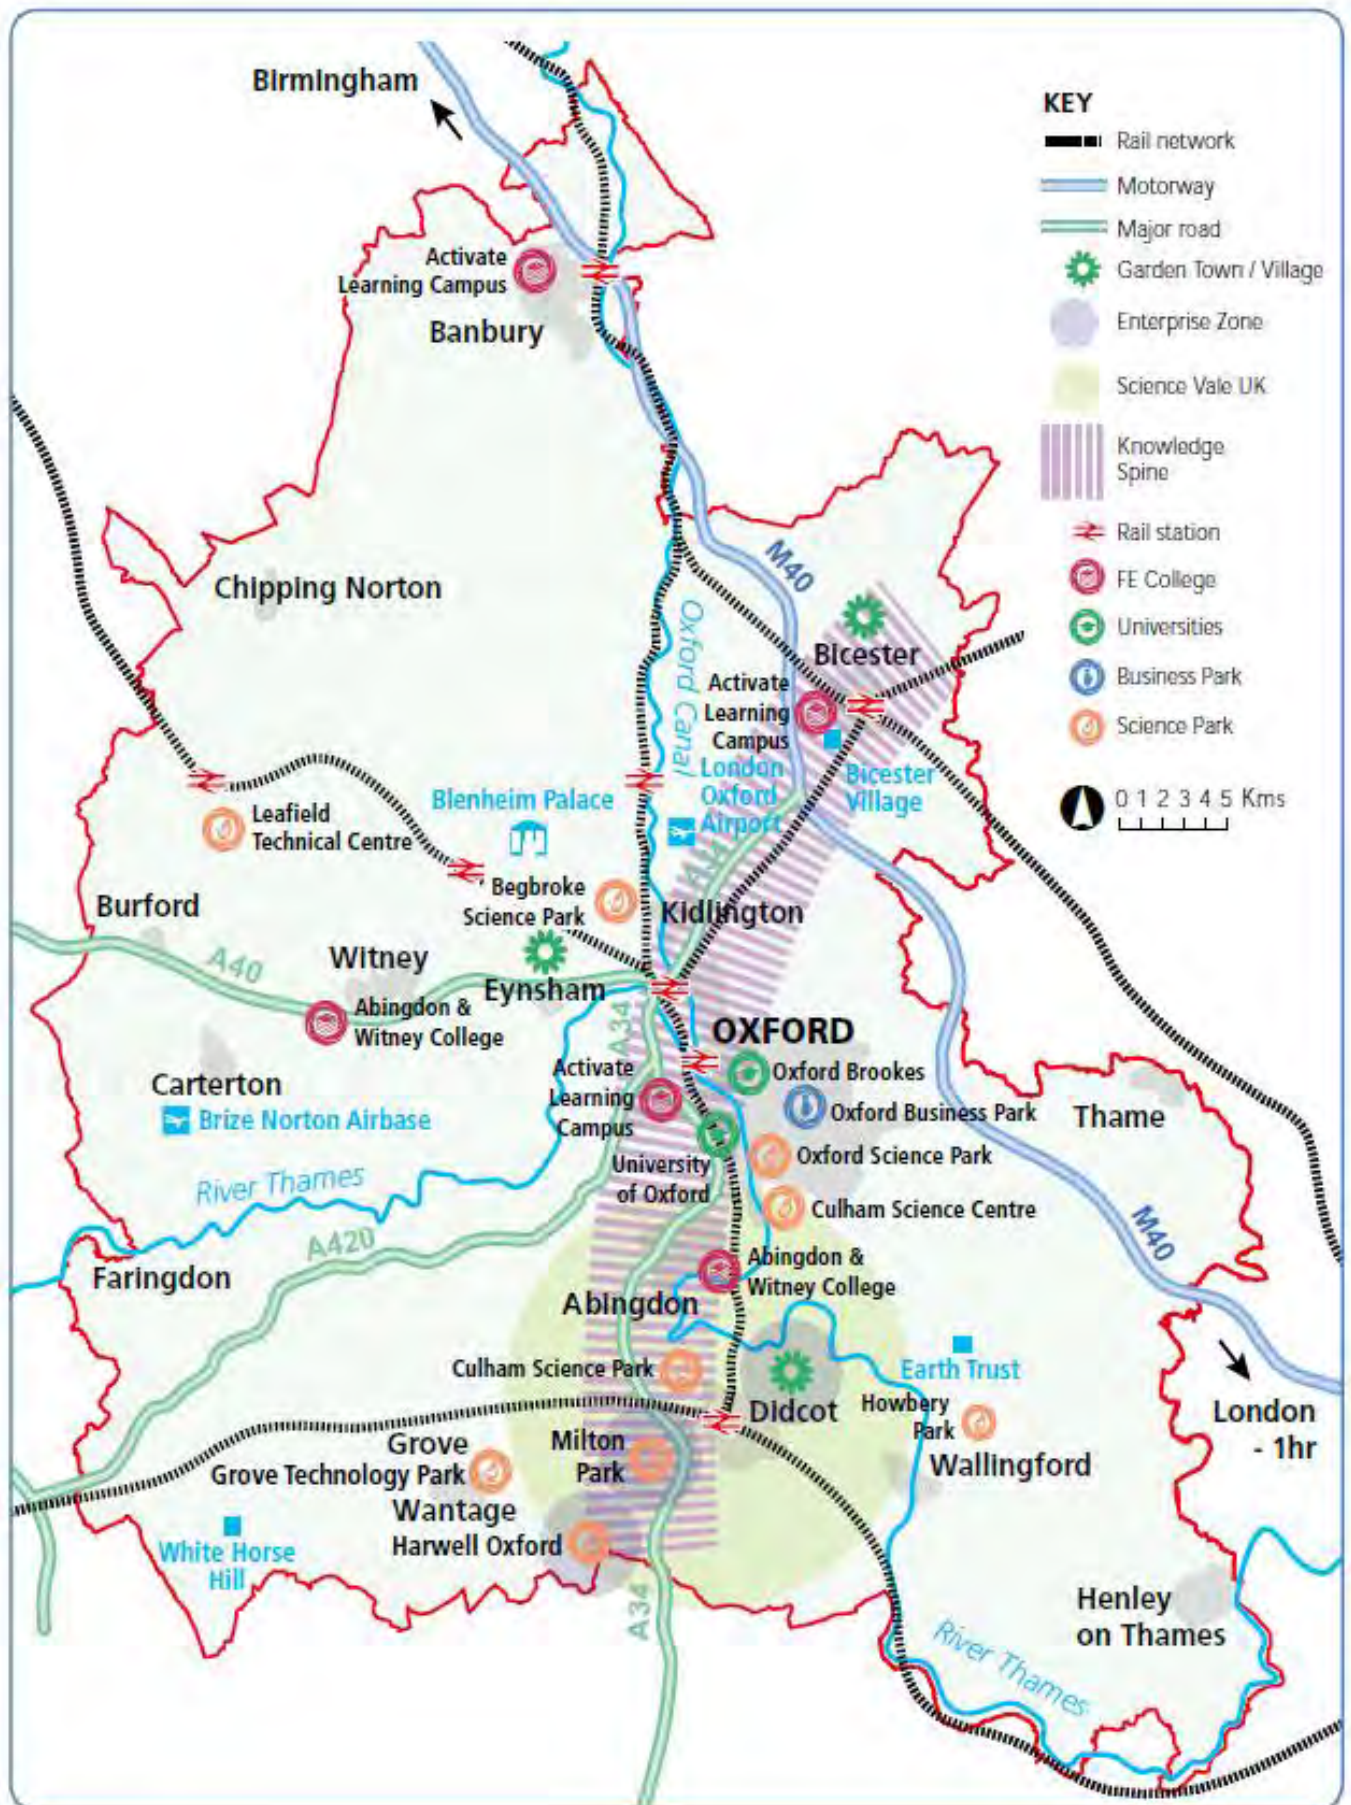 Birmingham
KEY
Rail network
Motorway
Major road
Garden Town / Village
Enterprise Zone
Science Vale UK
Knowledge
Spine
Rail station
FE College
Universities
Business Park
Science Park
0 1 2 3 4 5 Kms
Activate
Learning Campus
Banbury
Chipping Norton
M40
Oxford Canal
Bicester
Activate
Learning
Campus
London
Oxford
Airport
Bicester
Village
Blenheim Palace
Leafield
Technical Centre
Begbroke
Science Park
Kidlington
A34
Burford
A40
Witney
Eynsham
Abingdon &
Witney College
A34
OXFORD
Oxford Brookes
Oxford Business Park
Activate
Learning
Campus
Carterton
Brize Norton Airbase
Thame
Oxford Science Park
University
of Oxford
River Thames
Culham Science Centre
A420
M40
Faringdon
Abingdon &
Witney College
Abingdon
Culham Science Park
Earth Trust
Didcot
Howbery
Park
London
- 1hr
Grove
Grove Technology Park
Milton
Park
Wallingford
Wantage
Harwell Oxford
White Horse
Hill
A34
Henley
on Thames
River Thames